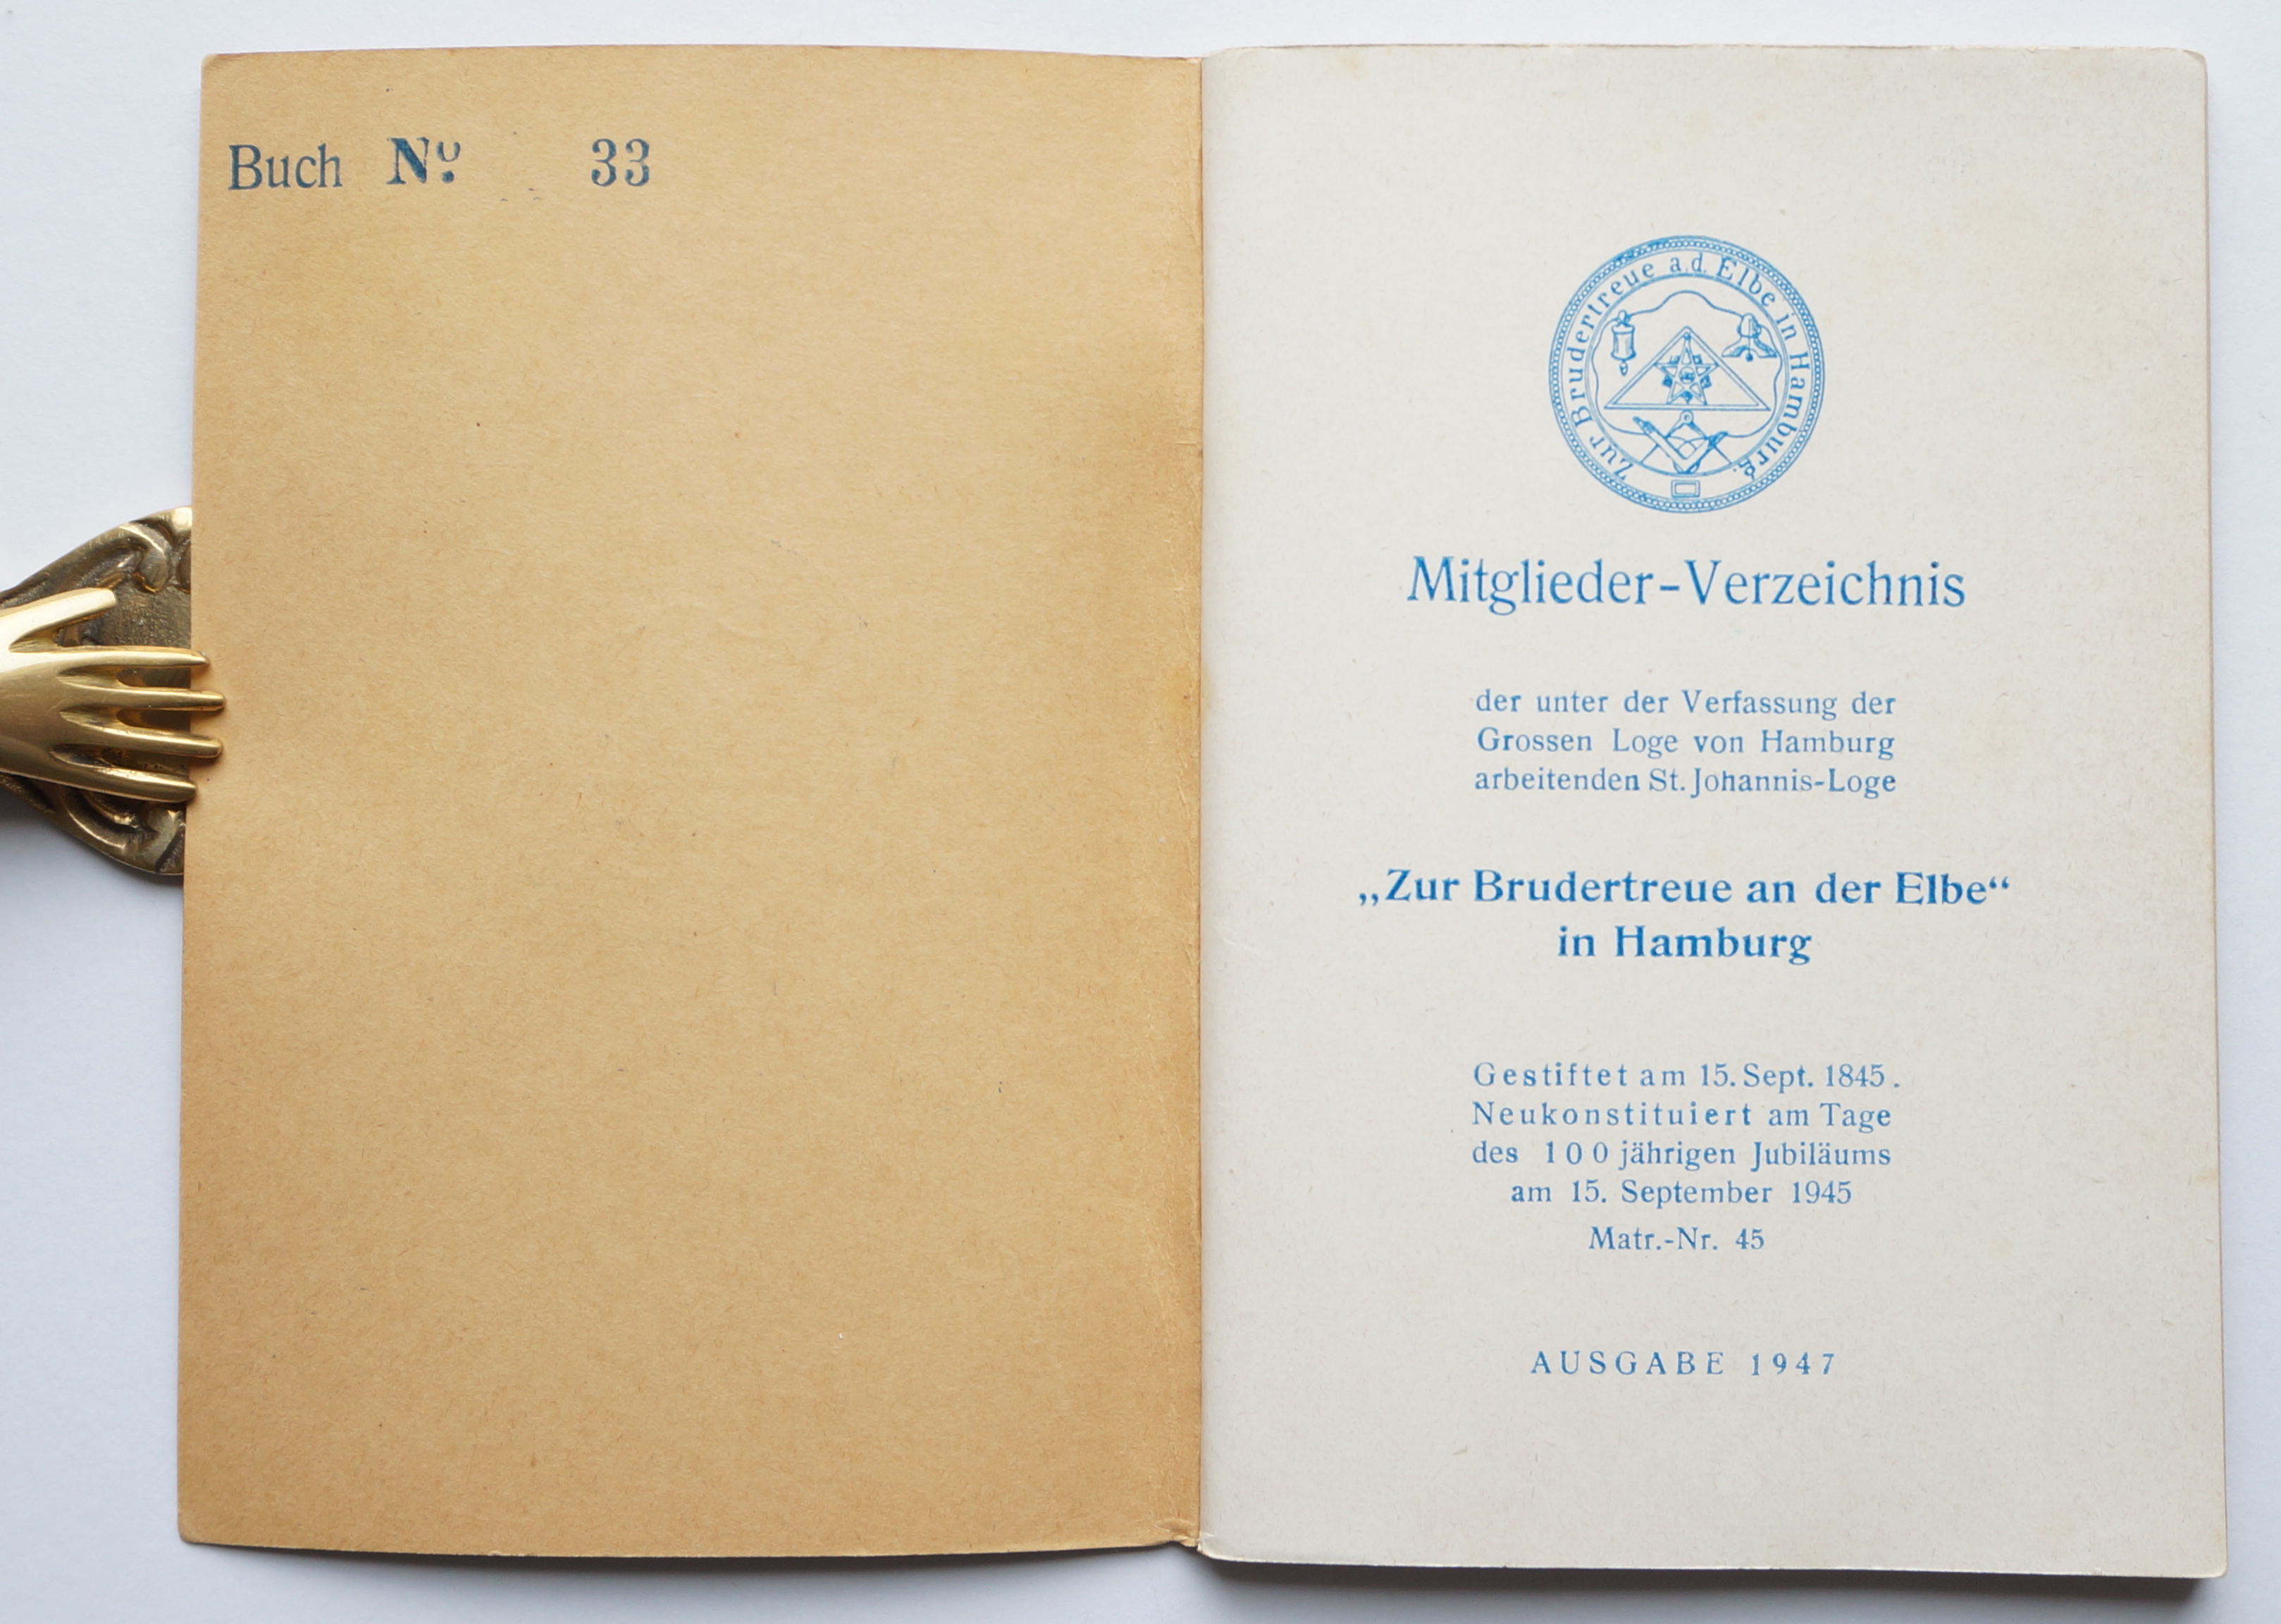 Buch No. 33
Zur Brudertreue a.d. Elbe in Hamburg.
Mitglieder-Verzeichnis
der unter der Verfassung der
Grossen Loge von Hamburg
arbeitenden St. Johannis-Loge
„Zur Brudertreue an der Elbe“
in Hamburg
Gestiftet am 15. Sept. 1845.
Neukonstituiert am Tage
des 100 jährigen Jubiläums
am 15. September 1945
Matr.-Nr. 45
AUSGABE 1947